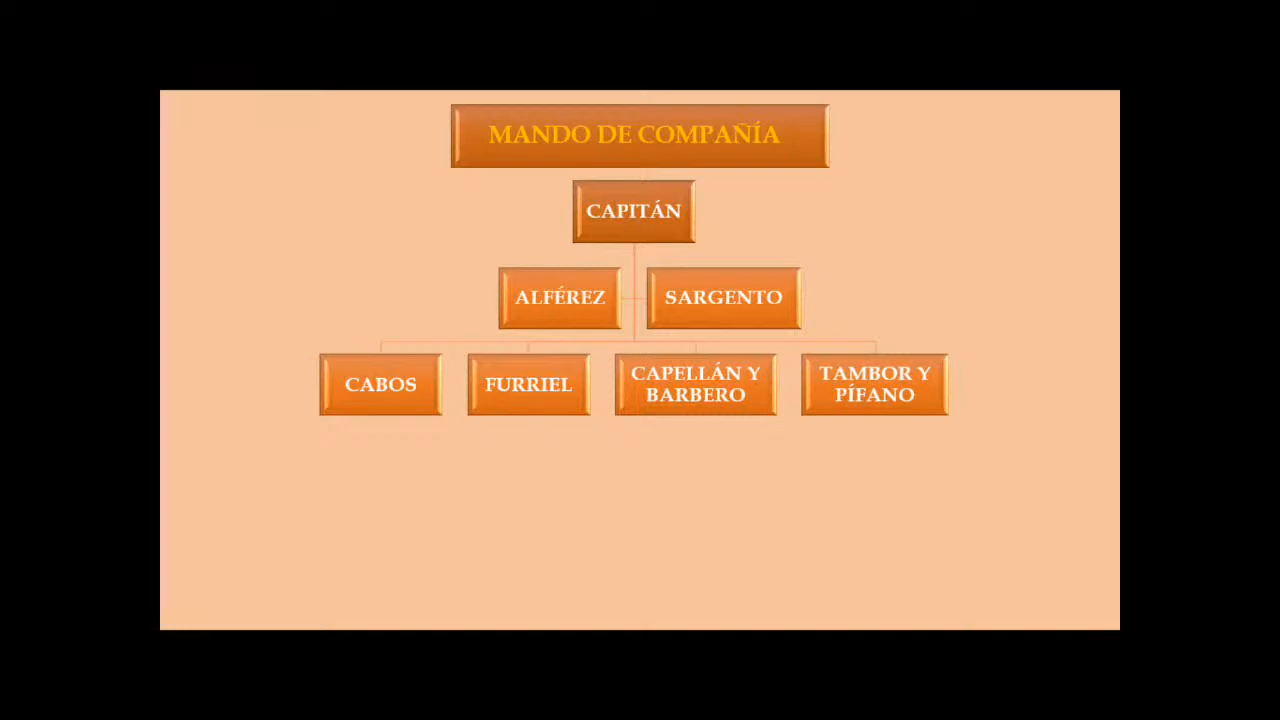 MANDO DE COMPAÑÍA
CAPITÁN
ALFÉREZ
SARGENTO
CABOS
FURRIEL
CAPELLÁN Y
BARBERO
TAMBOR Y
PÍFANO